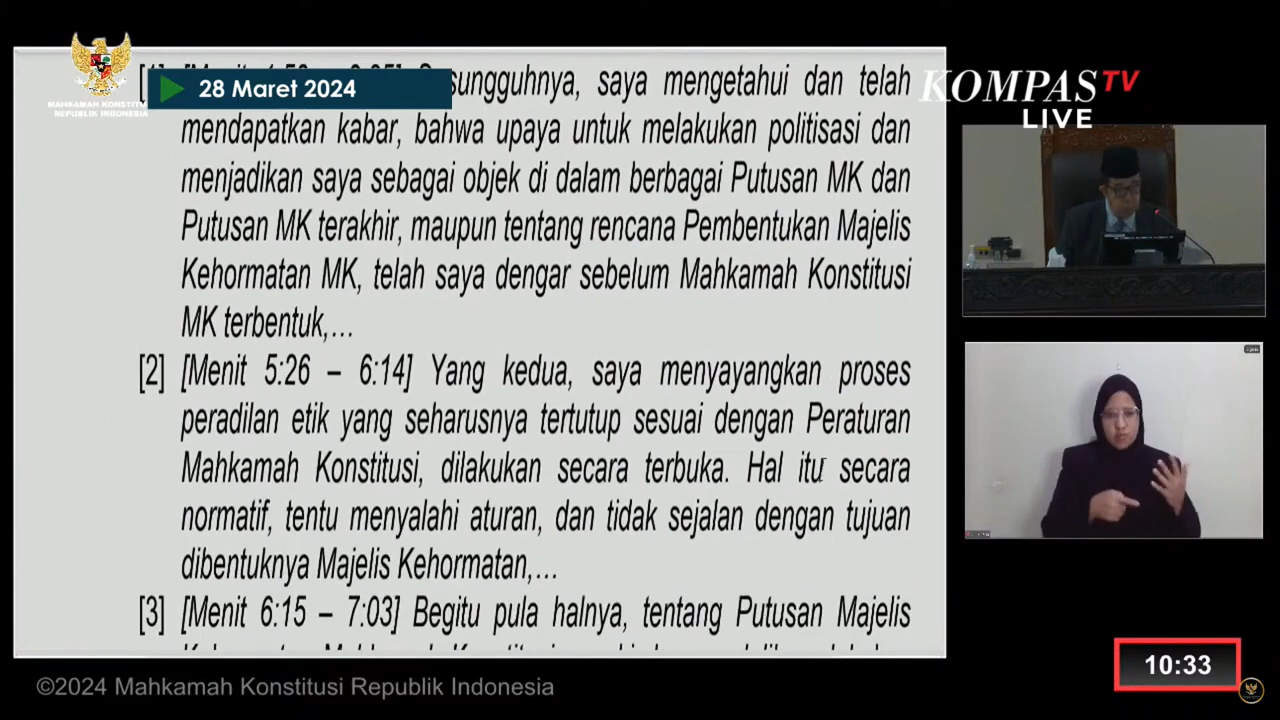 MAHKAMAH KONSTITUSI
REPUBLIK INDONESIA
28 Maret 2024
KOMPASTV
LIVE
[1] [Menit sungguhnya, saya mengetahui dan telah
mendapatkan kabar, bahwa upaya untuk melakukan politisasi dan
menjadikan saya sebagai objek di dalam berbagai Putusan MK dan
Putusan MK terakhir, maupun tentang rencana Pembentukan Majelis
Kehormatan MK, telah saya dengar sebelum Mahkamah Konstitusi
MK terbentuk,...
[2] [Menit 5:26 – 6:14] Yang kedua, saya menyayangkan proses
peradilan etik yang seharusnya tertutup sesuai dengan Peraturan
Mahkamah Konstitusi, dilakukan secara terbuka. Hal itu secara
normatif, tentu menyalahi aturan, dan tidak sejalan dengan tujuan
dibentuknya Majelis Kehormatan,...
[3] [Menit 6:15 – 7:03] Begitu pula halnya, tentang Putusan Majelis
10:33
©2024 Mahkamah Konstitusi Republik Indonesia